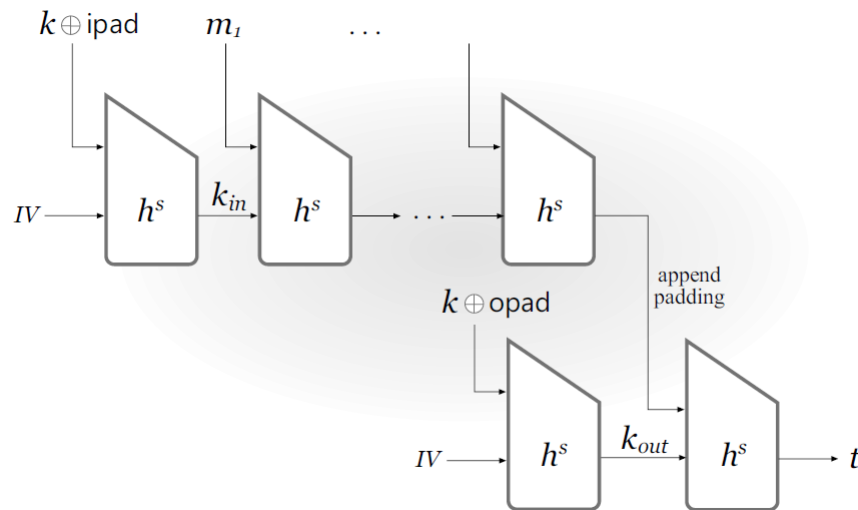 k ⊕ ipad
m₁
. . .
IV
hˢ
k_in
hˢ
. . .
hˢ
append
padding
k ⊕ opad
IV
hˢ
k_out
hˢ
t